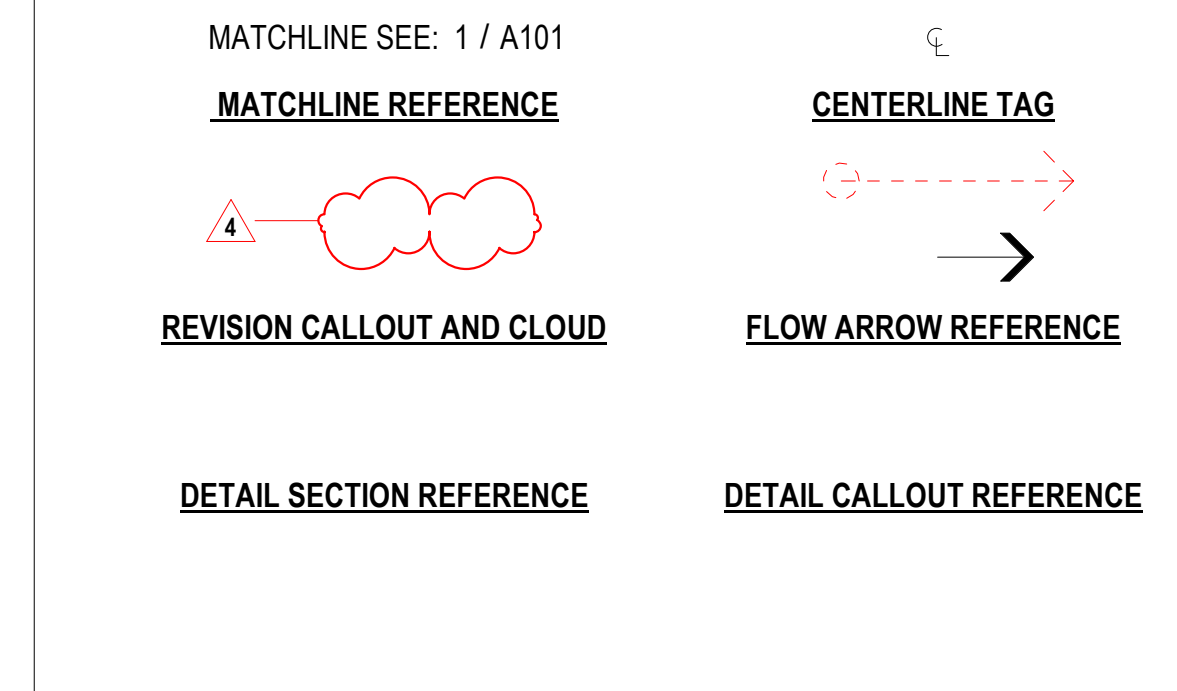 MATCHLINE SEE: 1 / A101
℄
MATCHLINE REFERENCE
CENTERLINE TAG
4
REVISION CALLOUT AND CLOUD
FLOW ARROW REFERENCE
DETAIL SECTION REFERENCE
DETAIL CALLOUT REFERENCE